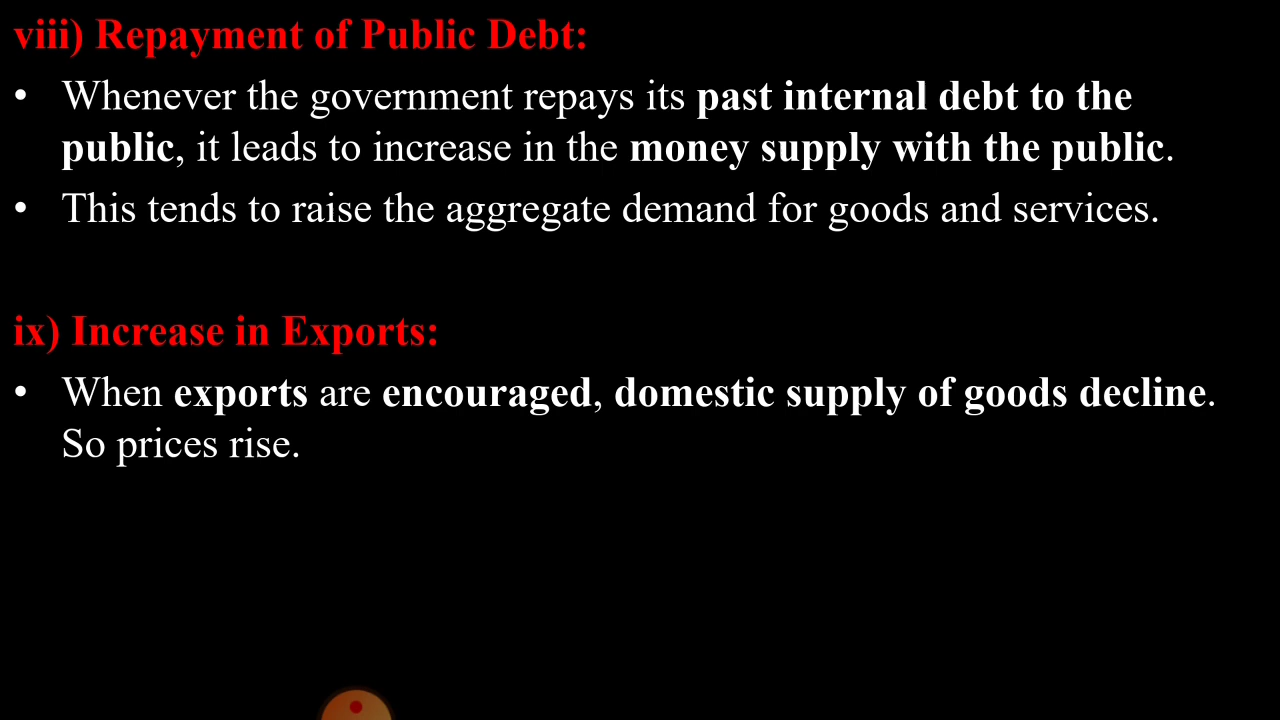 viii) Repayment of Public Debt:
• Whenever the government repays its past internal debt to the
public, it leads to increase in the money supply with the public.
• This tends to raise the aggregate demand for goods and services.
ix) Increase in Exports:
• When exports are encouraged, domestic supply of goods decline.
So prices rise.